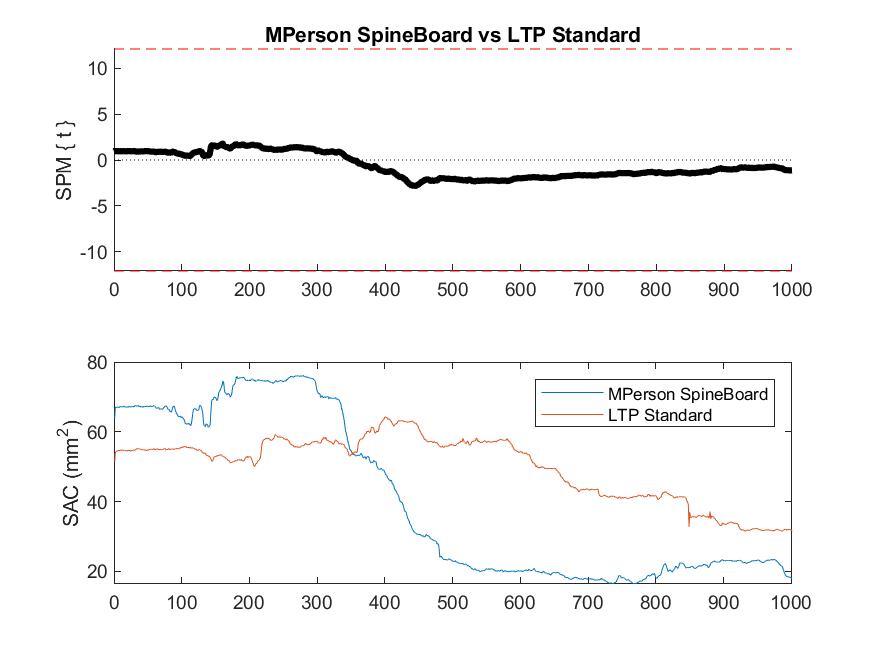 MPerson SpineBoard vs LTP Standard
SPM { t }
10
5
0
-5
-10
0 100 200 300 400 500 600 700 800 900 1000
SAC (mm²)
80
60
40
20
MPerson SpineBoard
LTP Standard
0 100 200 300 400 500 600 700 800 900 1000